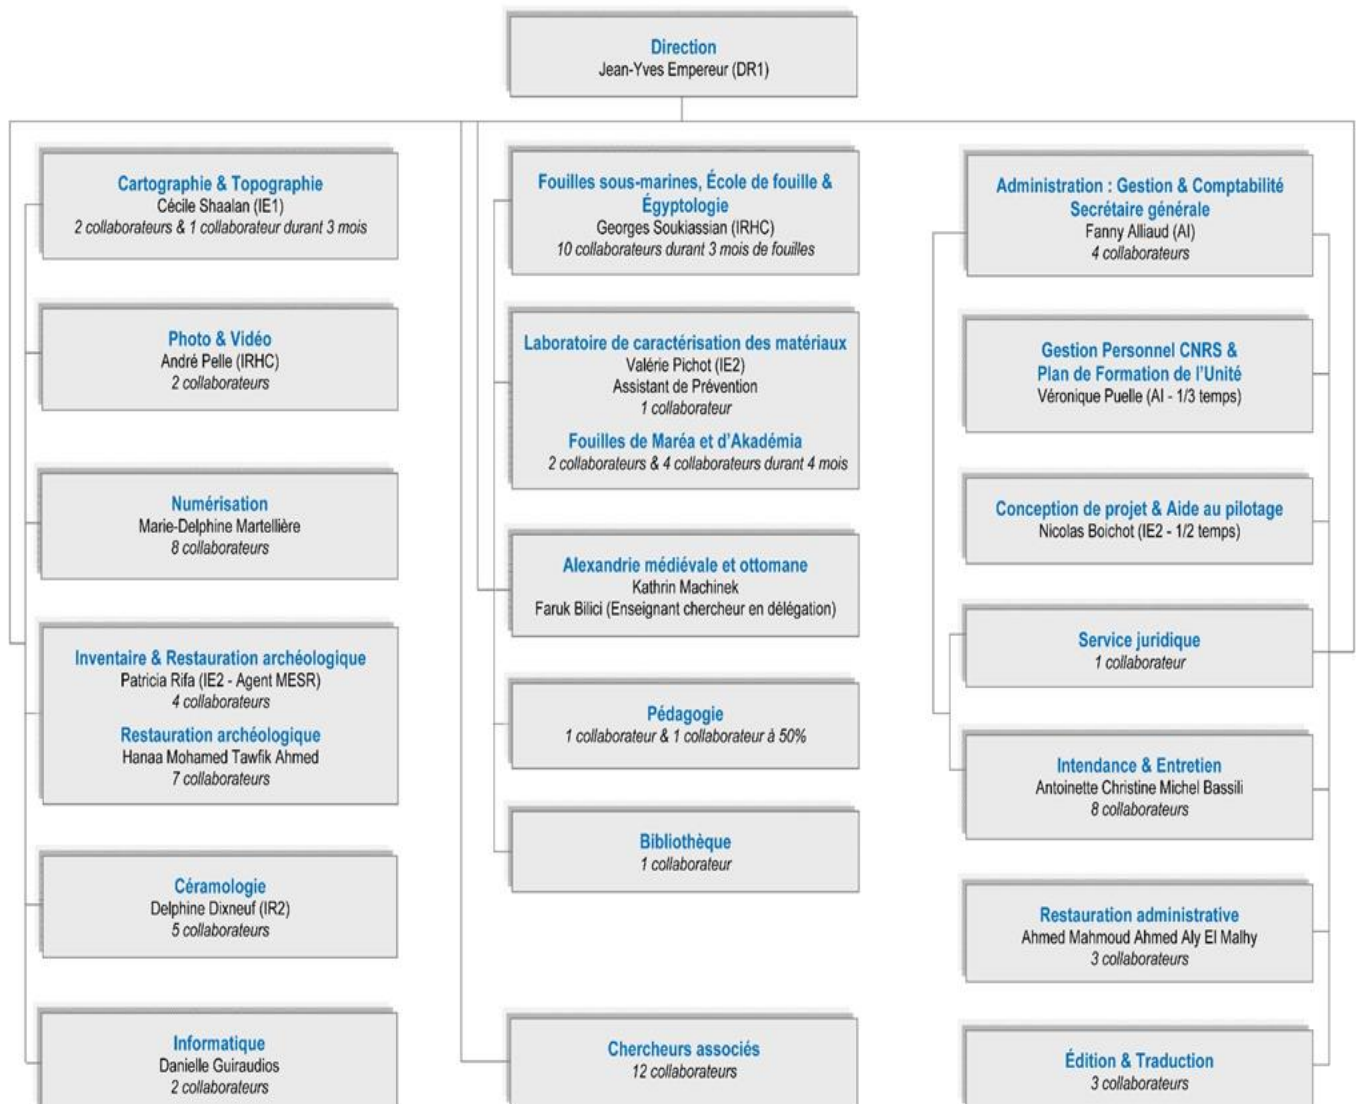 Direction
Jean-Yves Empereur (DR1)
Cartographie & Topographie
Cécile Shaalan (IE1)
2 collaborateurs & 1 collaborateur durant 3 mois
Photo & Vidéo
André Pelle (IRHC)
2 collaborateurs
Numérisation
Marie-Delphine Martellière
8 collaborateurs
Inventaire & Restauration archéologique
Patricia Rifa (IE2 - Agent MESR)
4 collaborateurs
Restauration archéologique
Hanaa Mohamed Tawfik Ahmed
7 collaborateurs
Céramologie
Delphine Dixneuf (IR2)
5 collaborateurs
Informatique
Danielle Guiraudios
2 collaborateurs
Fouilles sous-marines, École de fouille &
Égyptologie
Georges Soukiassian (IRHC)
10 collaborateurs durant 3 mois de fouilles
Laboratoire de caractérisation des matériaux
Valérie Pichot (IE2)
Assistant de Prévention
1 collaborateur
Fouilles de Maréa et d'Akadémia
2 collaborateurs & 4 collaborateurs durant 4 mois
Alexandrie médiévale et ottomane
Kathrin Machinek
Faruk Bilici (Enseignant chercheur en délégation)
Pédagogie
1 collaborateur & 1 collaborateur à 50%
Bibliothèque
1 collaborateur
Chercheurs associés
12 collaborateurs
Administration : Gestion & Comptabilité
Secrétaire générale
Fanny Alliaud (AI)
4 collaborateurs
Gestion Personnel CNRS &
Plan de Formation de l'Unité
Véronique Puelle (AI - 1/3 temps)
Conception de projet & Aide au pilotage
Nicolas Boichot (IE2 - 1/2 temps)
Service juridique
1 collaborateur
Intendance & Entretien
Antoinette Christine Michel Bassili
8 collaborateurs
Restauration administrative
Ahmed Mahmoud Ahmed Aly El Malhy
3 collaborateurs
Édition & Traduction
3 collaborateurs